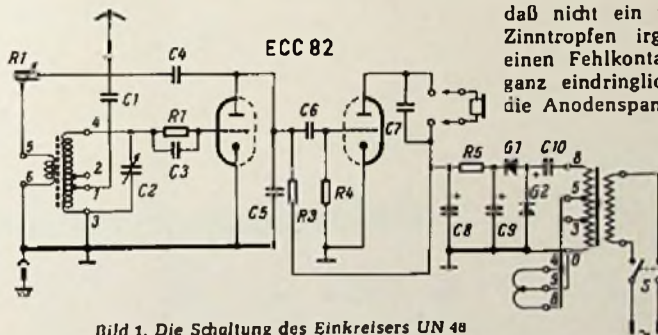 daß nicht ein
Zinntropfen irg
einen Fehlkonta
ganz eindringlic
die Anodenspan
ECC 82
R1
C4
C1
4
R1
C3
C2
5
6
2
1
3
C6
C7
C5
R3
R4
R5
G1
C10
G2
C8
C9
8
5
3
0
4
5
6
S
Bild 1. Die Schaltung des Einkreisers UN 48